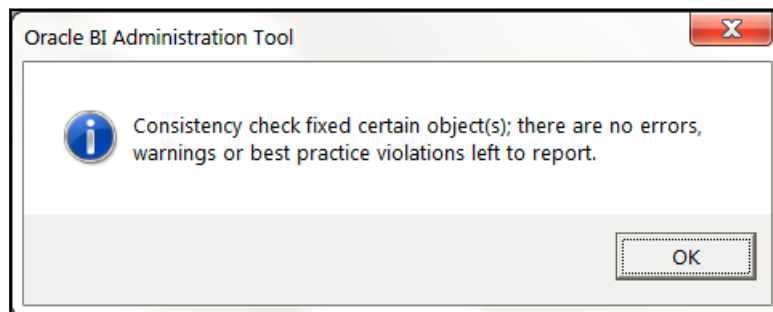 Oracle BI Administration Tool
X
Consistency check fixed certain object(s); there are no errors,
warnings or best practice violations left to report.
OK